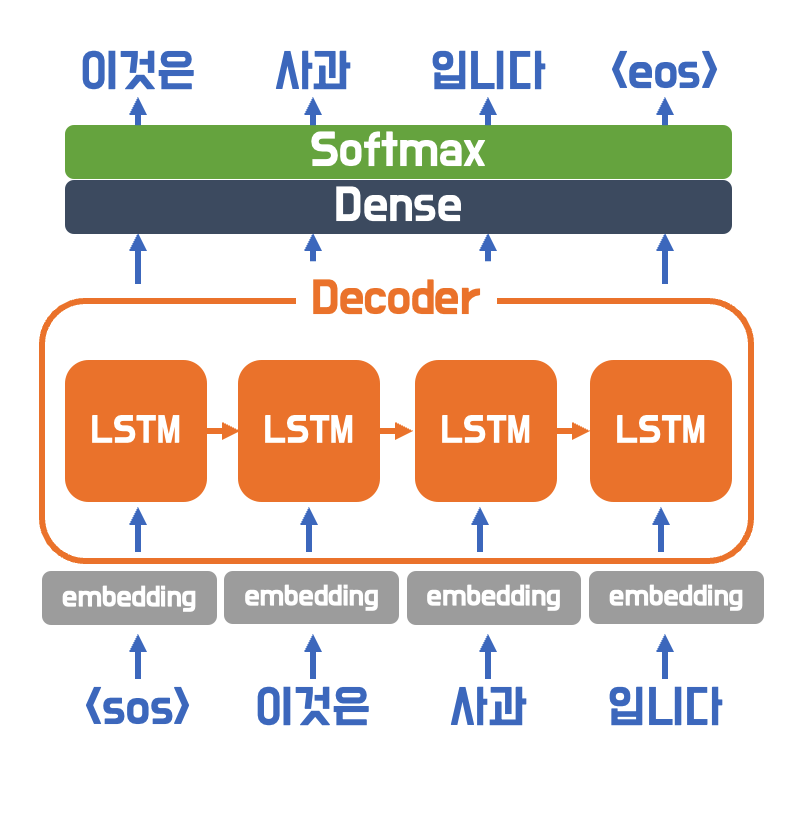 이것은 사과 입니다 <eos>
Softmax
Dense
Decoder
LSTM LSTM LSTM LSTM
embedding embedding embedding embedding
<sos> 이것은 사과 입니다